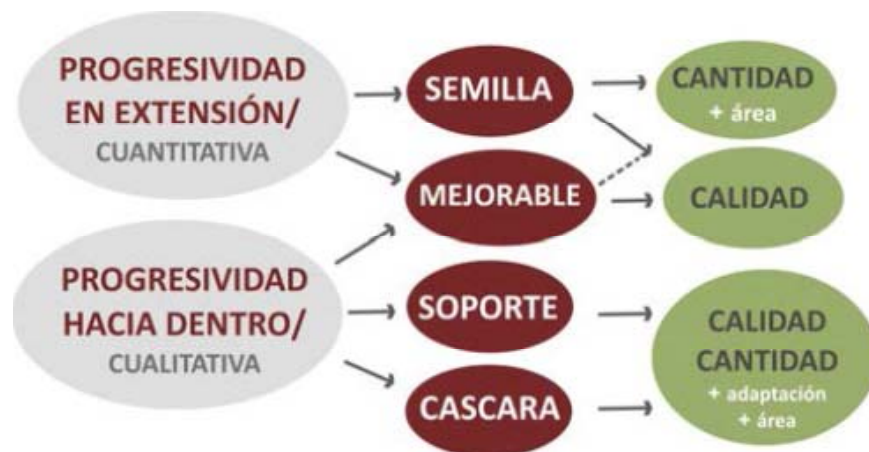 PROGRESIVIDAD
EN EXTENSIÓN/
CUANTITATIVA
SEMILLA
CANTIDAD
+ área
MEJORABLE
CALIDAD
PROGRESIVIDAD
HACIA DENTRO/
CUALITATIVA
SOPORTE
CASCARA
CALIDAD
CANTIDAD
+ adaptación
+ área